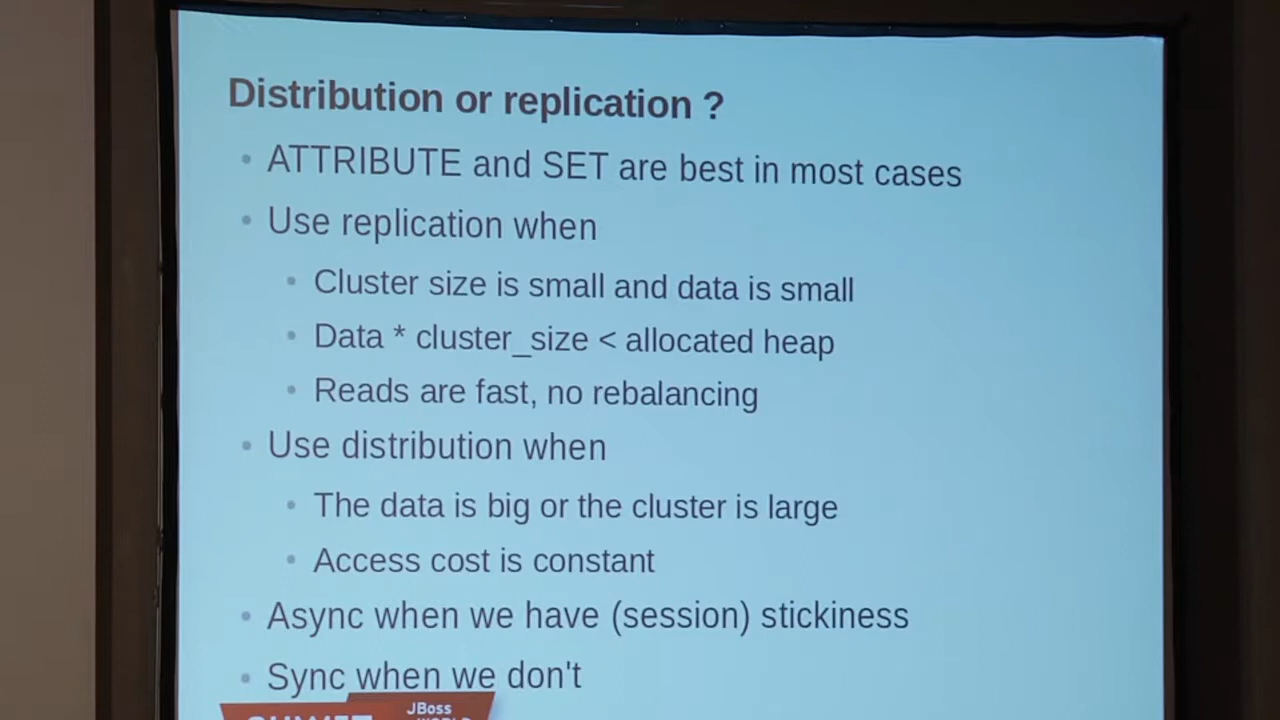 Distribution or replication ?
• ATTRIBUTE and SET are best in most cases
• Use replication when
• Cluster size is small and data is small
• Data * cluster_size < allocated heap
• Reads are fast, no rebalancing
• Use distribution when
• The data is big or the cluster is large
• Access cost is constant
• Async when we have (session) stickiness
• Sync when we don't
JBoss